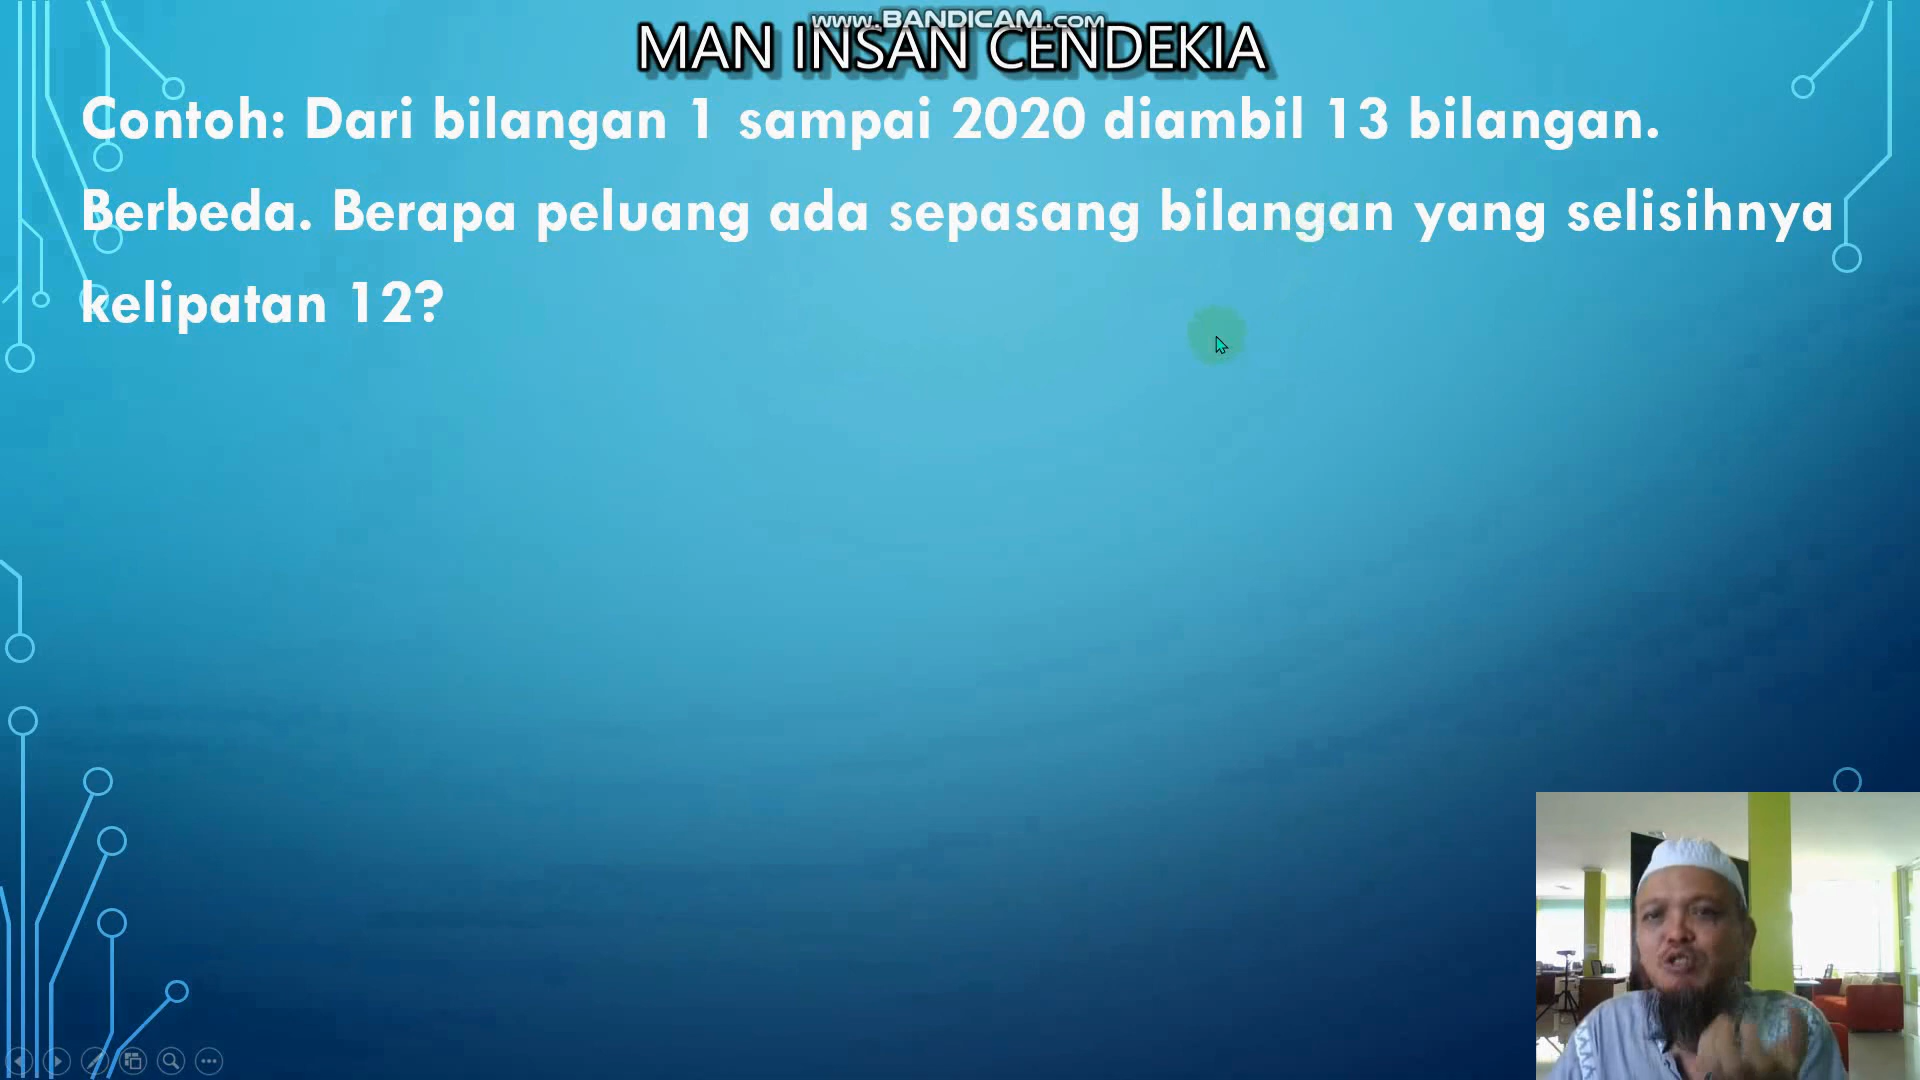 www.BANDICAM.com
MAN INSAN CENDEKIA
Contoh: Dari bilangan 1 sampai 2020 diambil 13 bilangan.
Berbeda. Berapa peluang ada sepasang bilangan yang selisihnya
kelipatan 12?